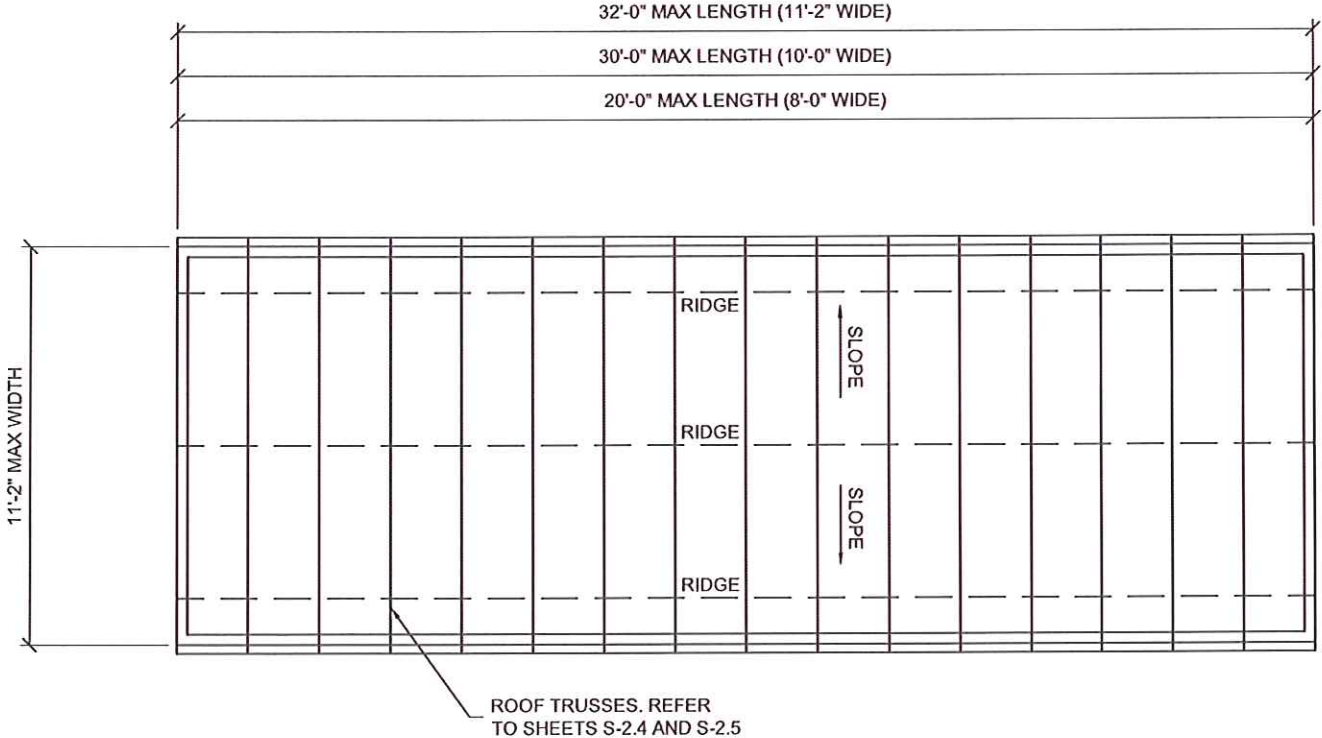 32'-0" MAX LENGTH (11'-2" WIDE)
30'-0" MAX LENGTH (10'-0" WIDE)
20'-0" MAX LENGTH (8'-0" WIDE)
11'-2" MAX WIDTH
RIDGE
SLOPE
RIDGE
SLOPE
RIDGE
ROOF TRUSSES. REFER
TO SHEETS S-2.4 AND S-2.5